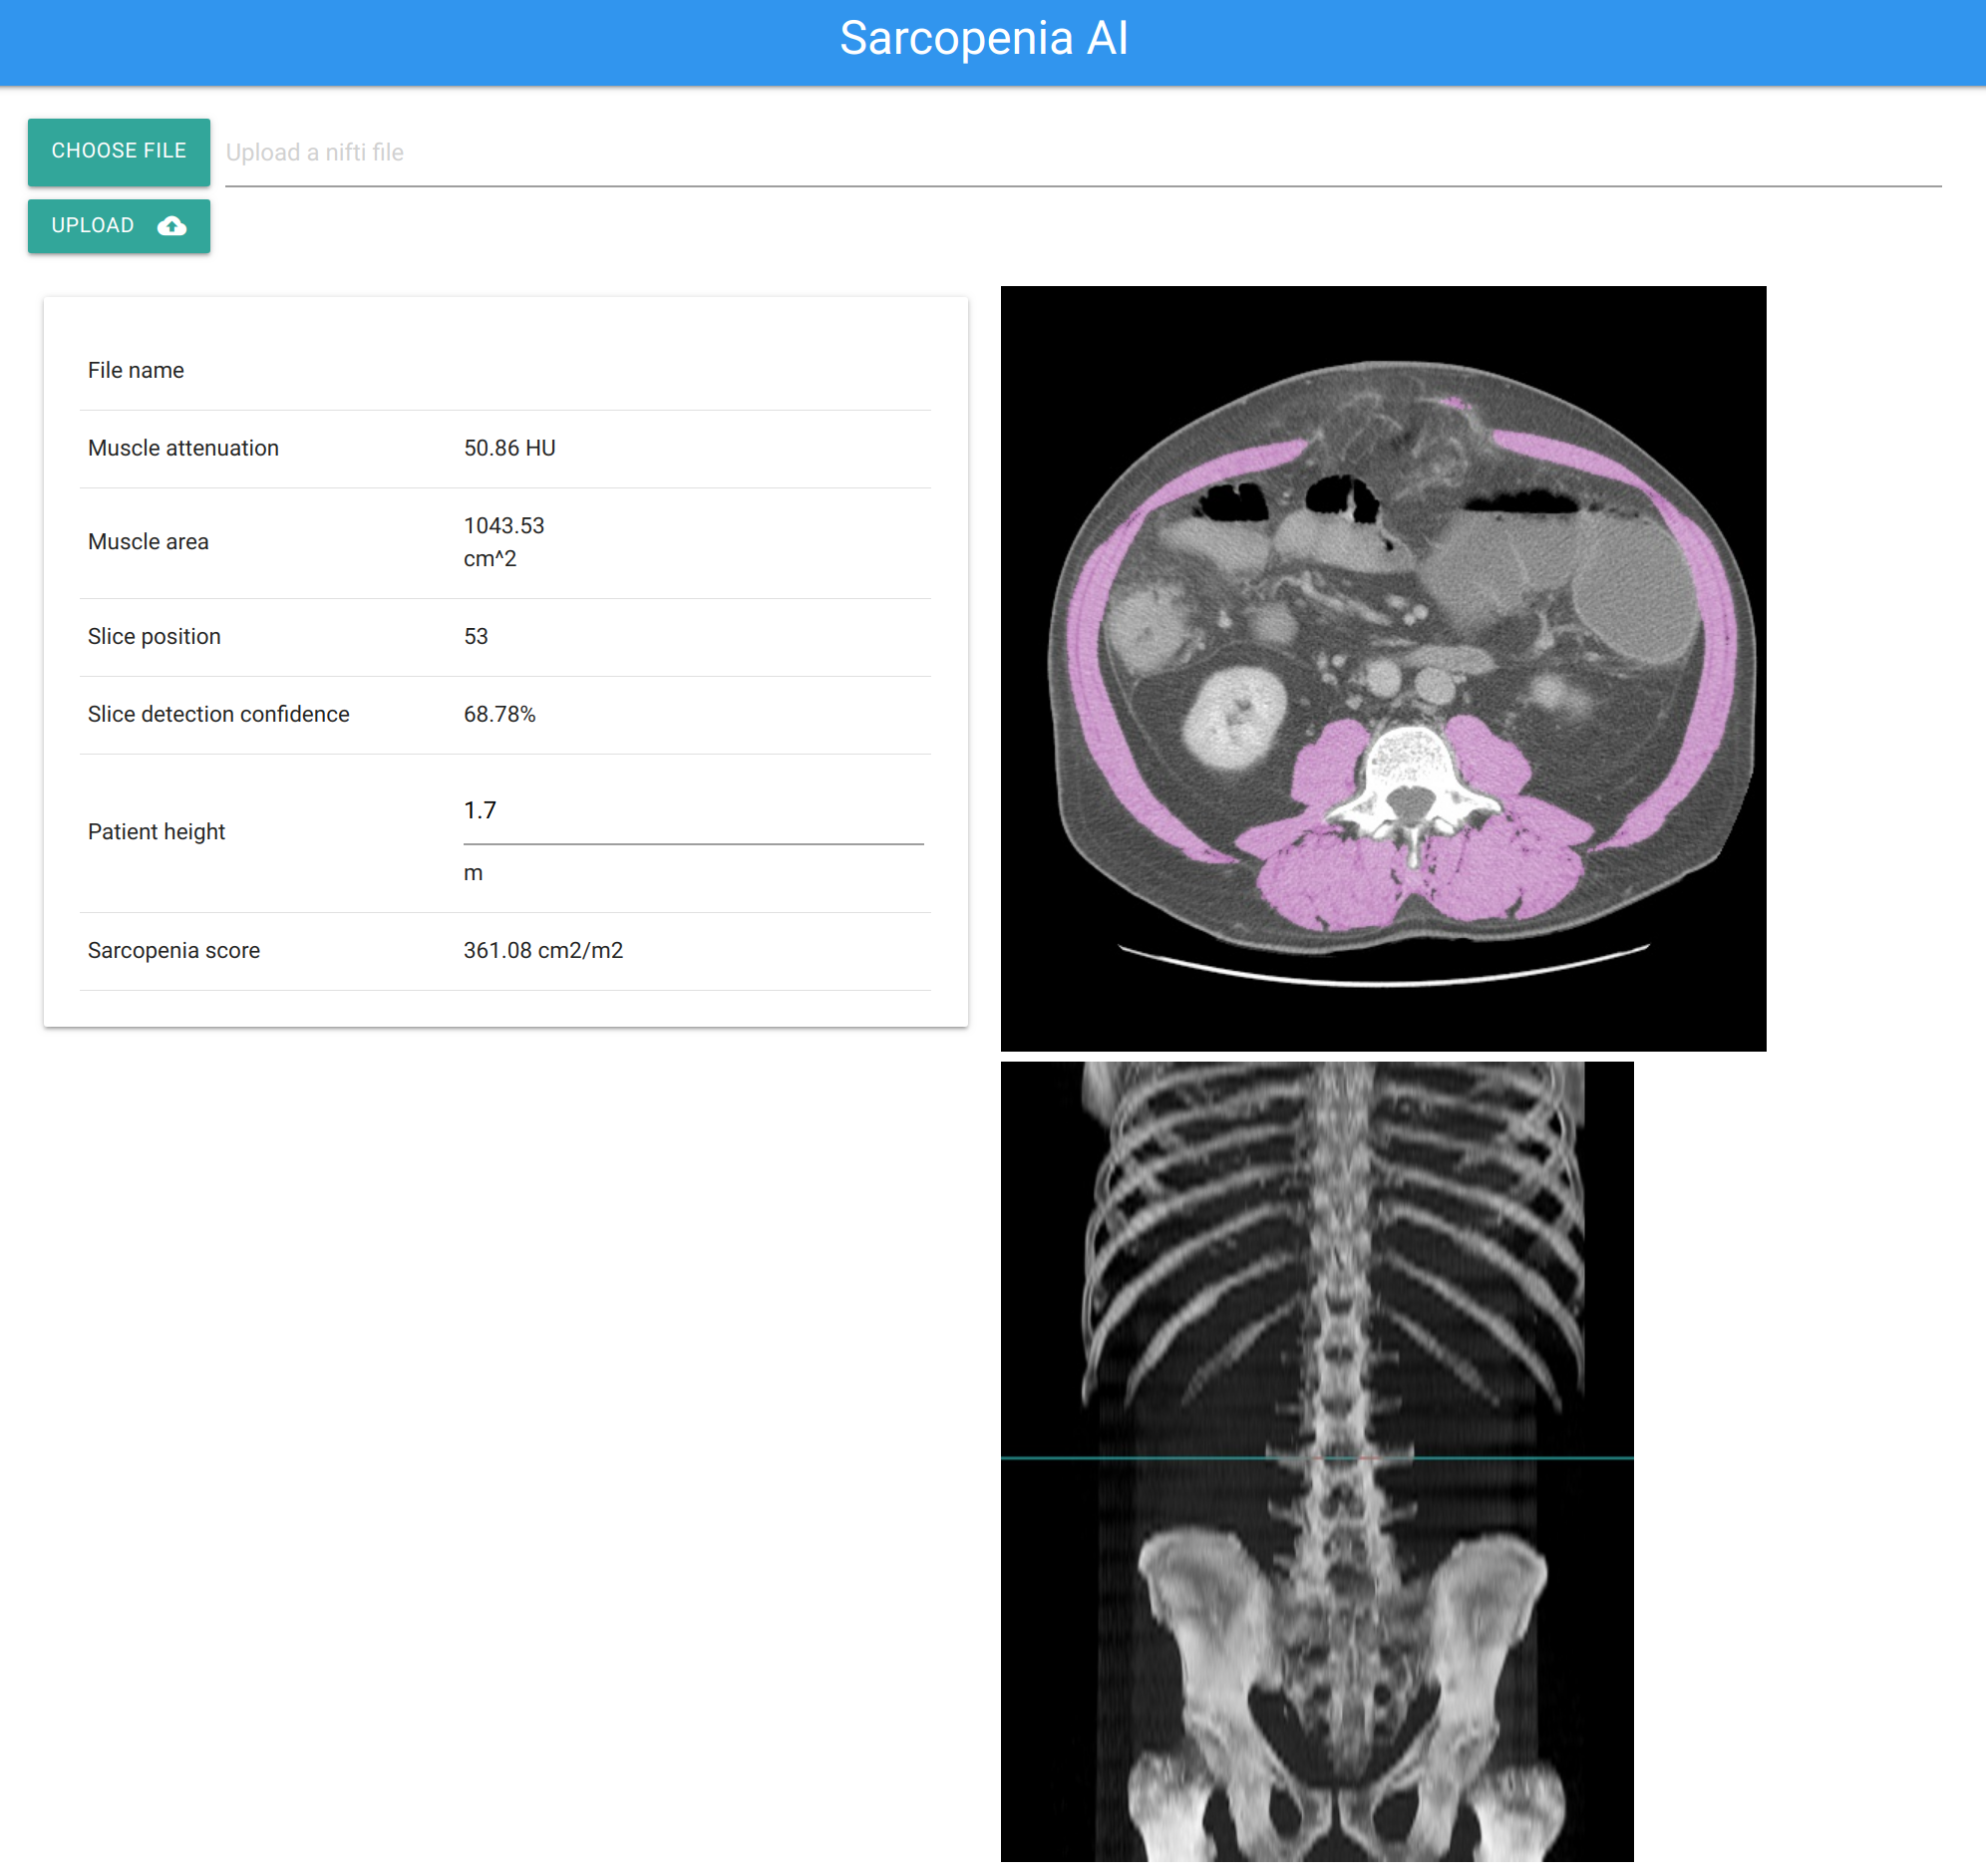 Sarcopenia AI
CHOOSE FILE
Upload a nifti file
UPLOAD
File name
Muscle attenuation 50.86 HU
Muscle area 1043.53
cm^2
Slice position 53
Slice detection confidence 68.78%
Patient height 1.7
m
Sarcopenia score 361.08 cm2/m2